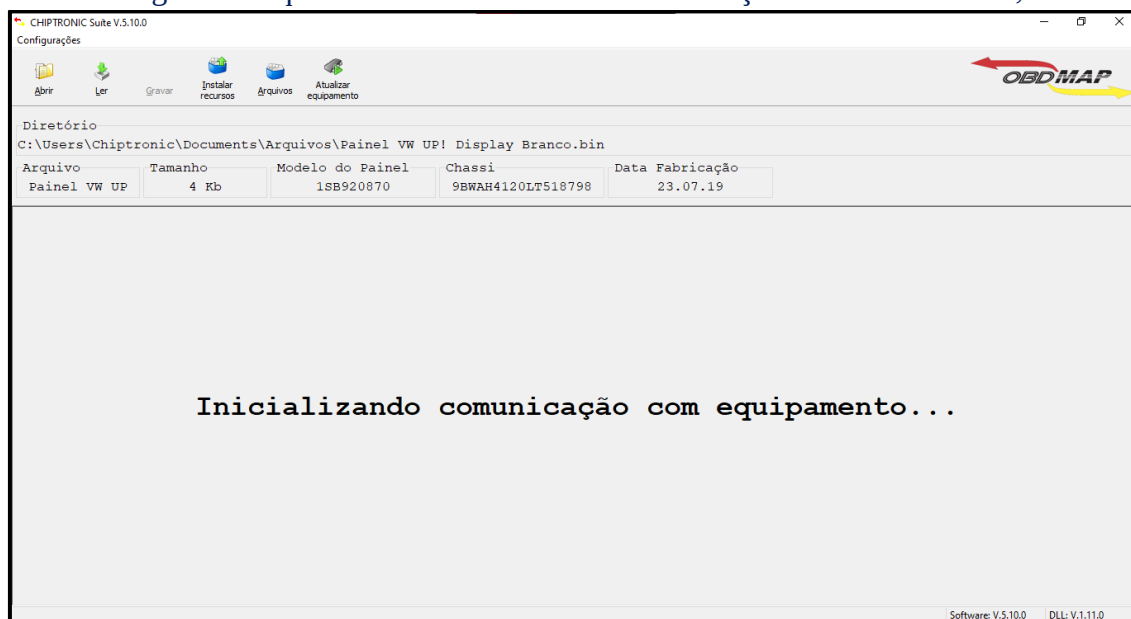 CHIPTRONIC Suite V.5.10.0
Configurações
Abrir Ler Gravar Instalar recursos Arquivos Atualizar equipamento
OBDMAP
Diretório
C:\Users\Chiptronic\Documents\Arquivos\Painel VW UP! Display Branco.bin
Arquivo Tamanho Modelo do Painel Chassi Data Fabricação
Painel VW UP 4 Kb 1SB920870 9BWAH4120LT518798 23.07.19
Inicializando comunicação com equipamento...
Software: V.5.10.0 DLL: V.1.11.0